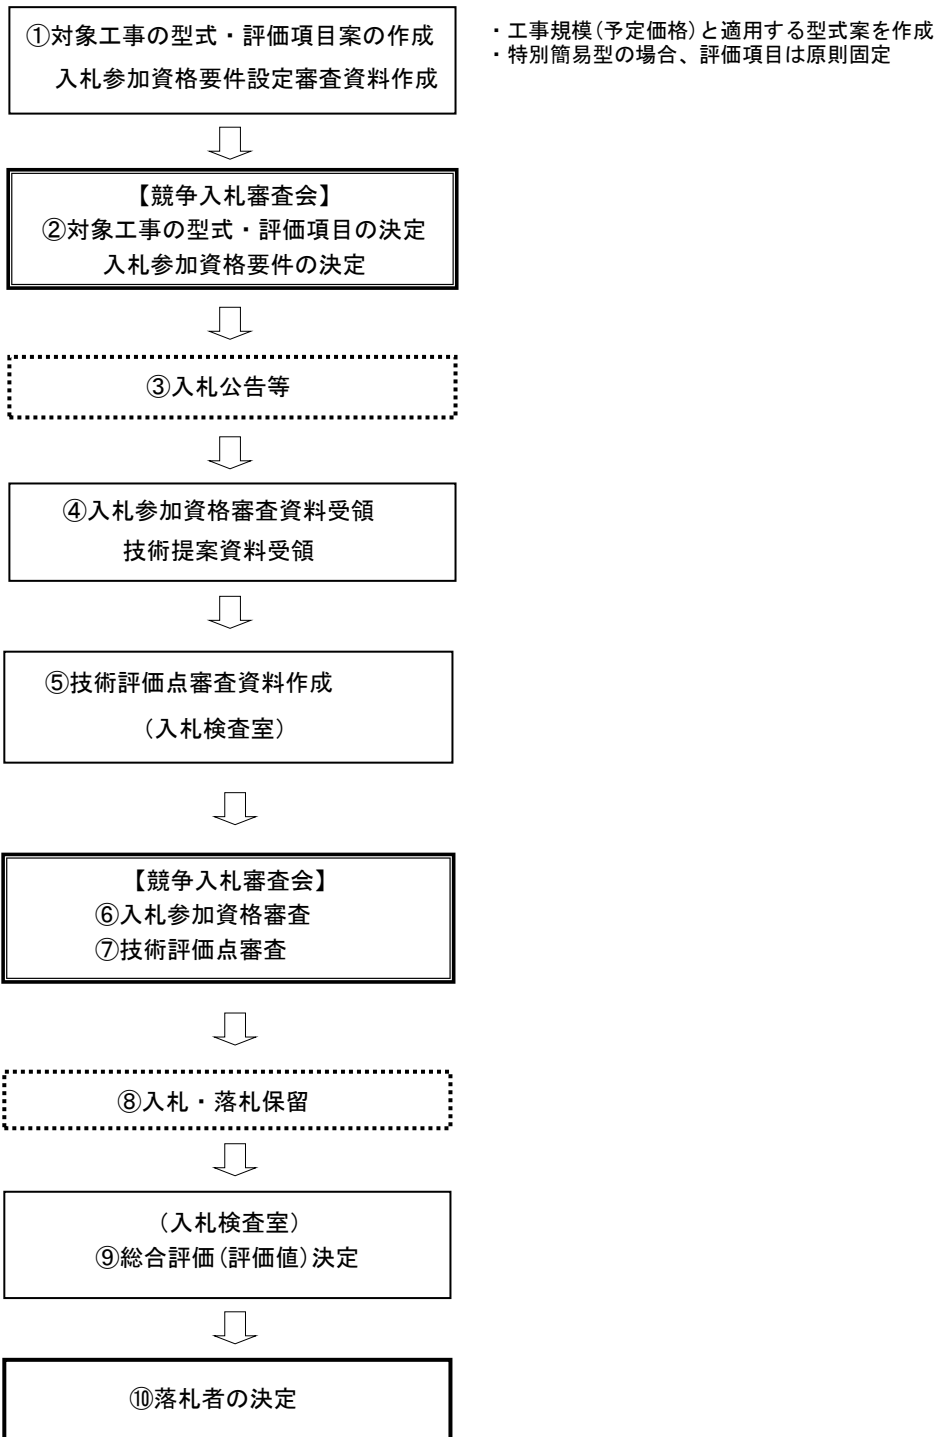 ①対象工事の型式・評価項目案の作成
入札参加資格要件設定審査資料作成
・工事規模(予定価格)と適用する型式案を作成
・特別簡易型の場合、評価項目は原則固定
【競争入札審査会】
②対象工事の型式・評価項目の決定
入札参加資格要件の決定
③入札公告等
④入札参加資格審査資料受領
技術提案資料受領
⑤技術評価点審査資料作成
(入札検査室)
【競争入札審査会】
⑥入札参加資格審査
⑦技術評価点審査
⑧入札・落札保留
(入札検査室)
⑨総合評価(評価値)決定
⑩落札者の決定